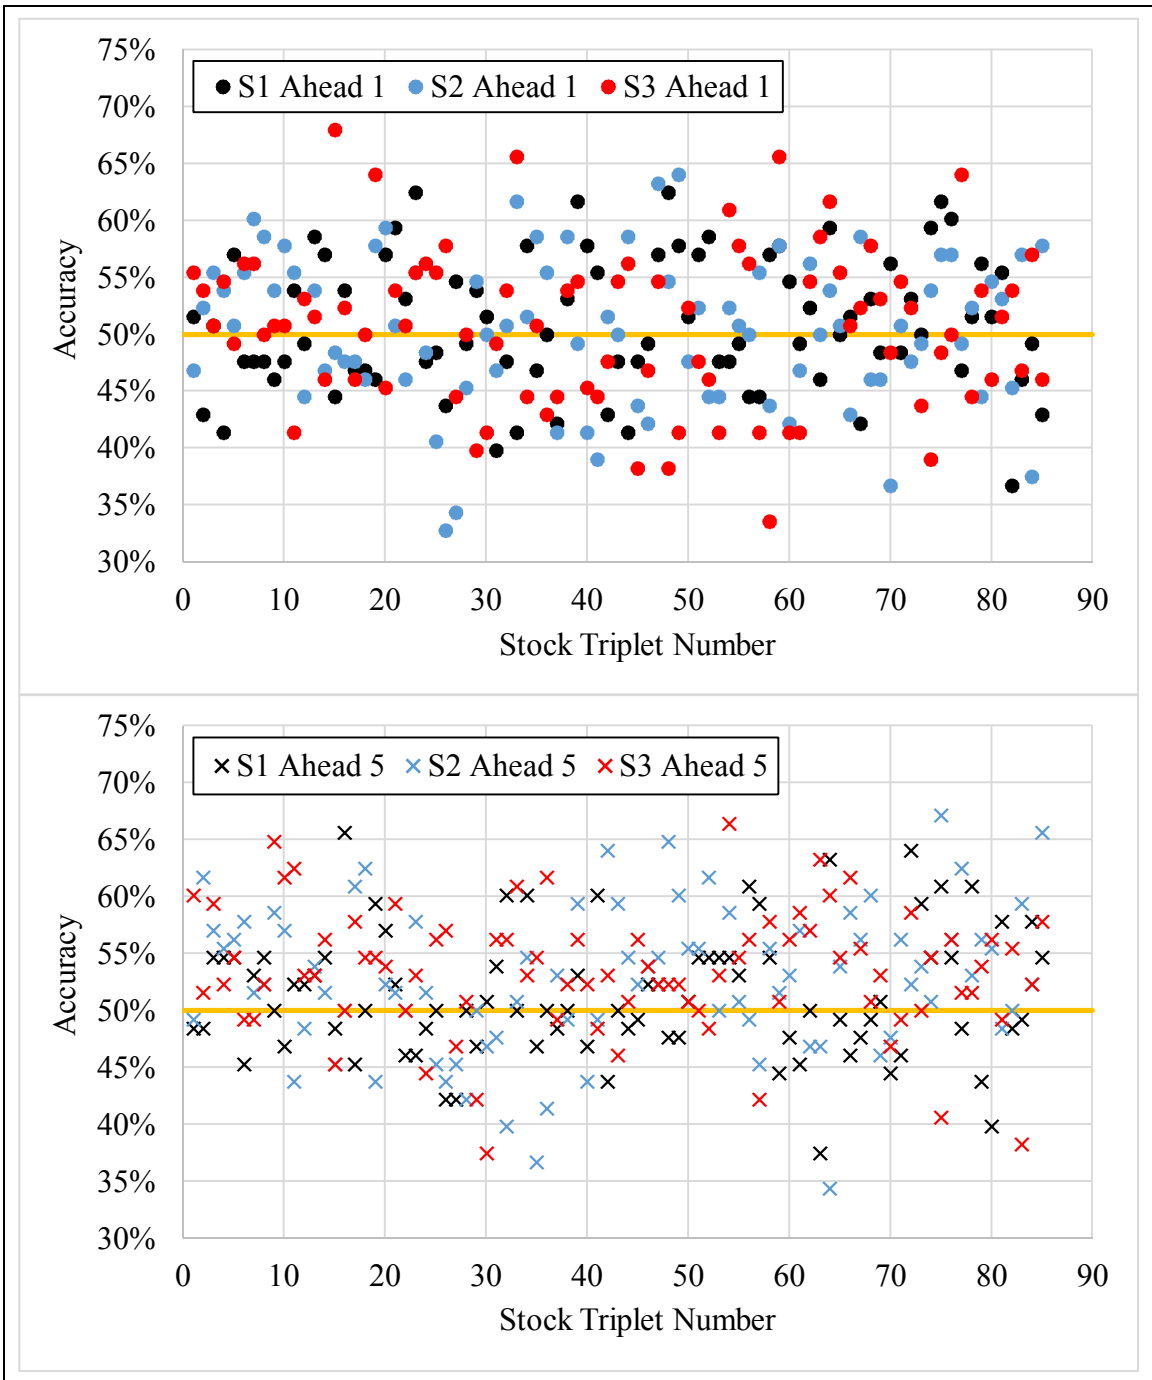 75%
70%
65%
60%
55%
50%
45%
40%
35%
30%
Accuracy
S1 Ahead 1 S2 Ahead 1 S3 Ahead 1
0 10 20 30 40 50 60 70 80 90
Stock Triplet Number
75%
70%
65%
60%
55%
50%
45%
40%
35%
30%
Accuracy
S1 Ahead 5 S2 Ahead 5 S3 Ahead 5
0 10 20 30 40 50 60 70 80 90
Stock Triplet Number